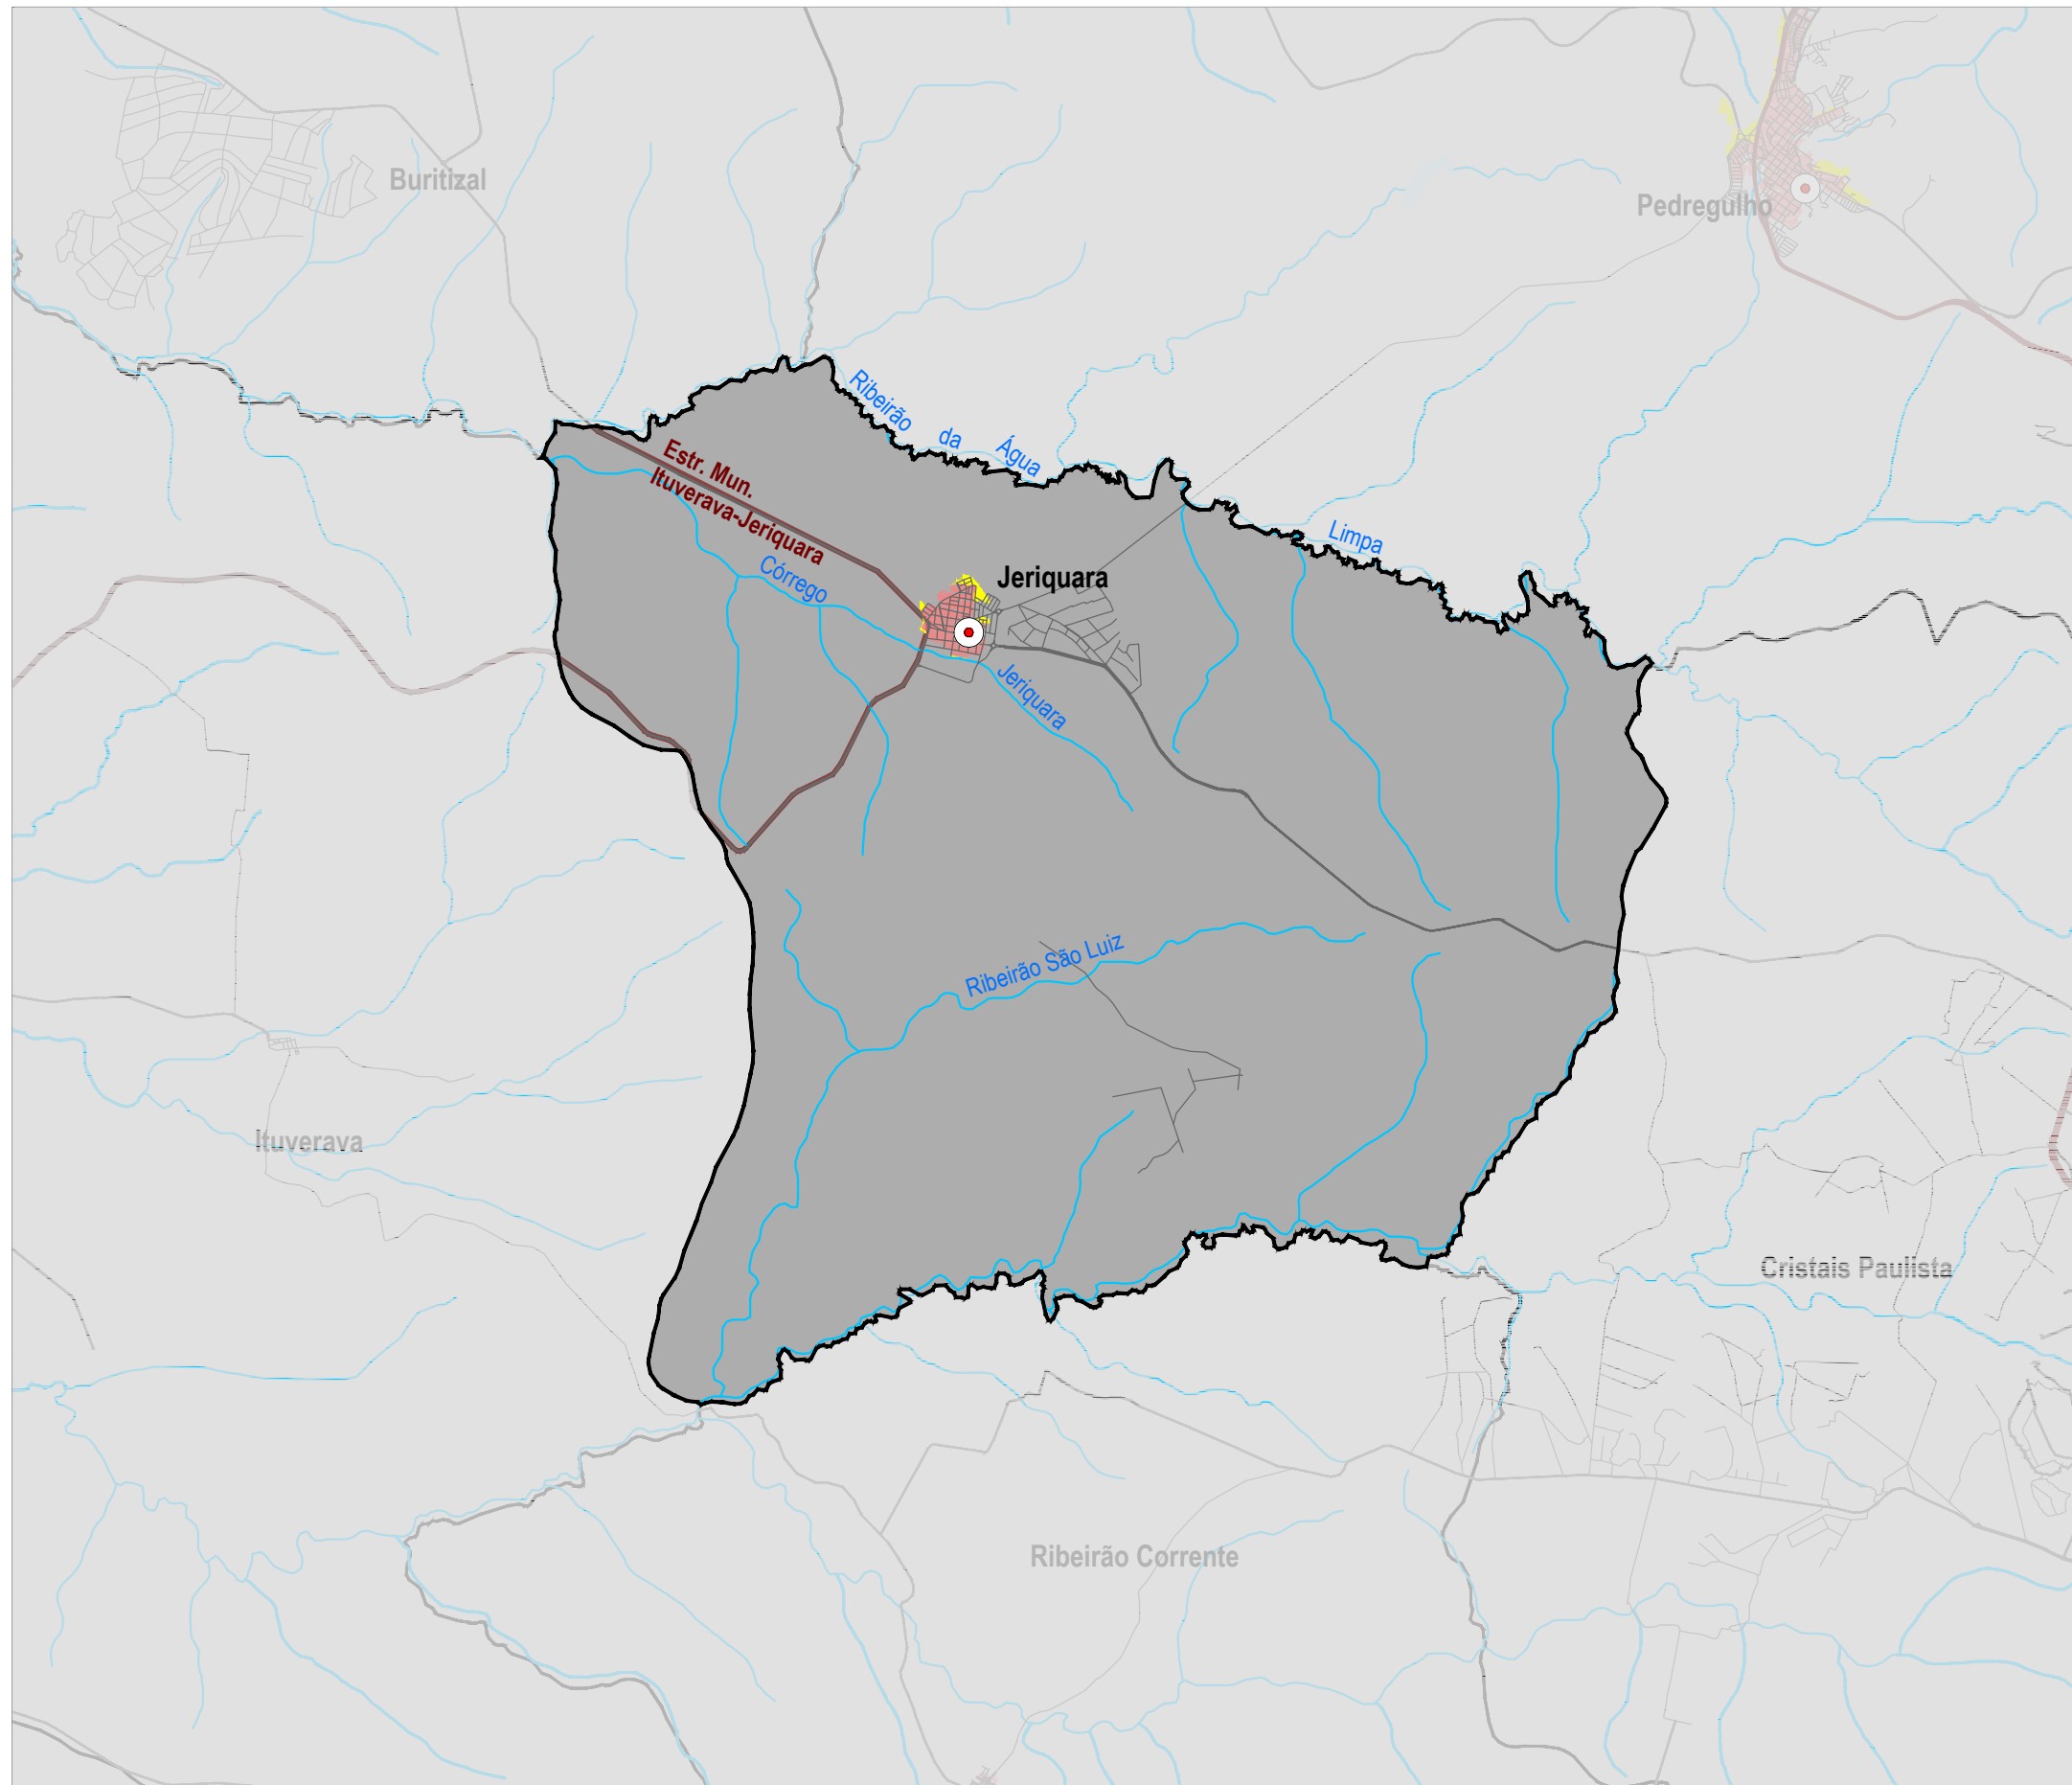 Buritizal
Pedregulho
Ribeirão da Água Limpa
Estr. Mun.
Ituverava-Jeriquara
Córrego Jeriquara
Jeriquara
Ribeirão São Luiz
Ituverava
Cristais Paulista
Ribeirão Corrente